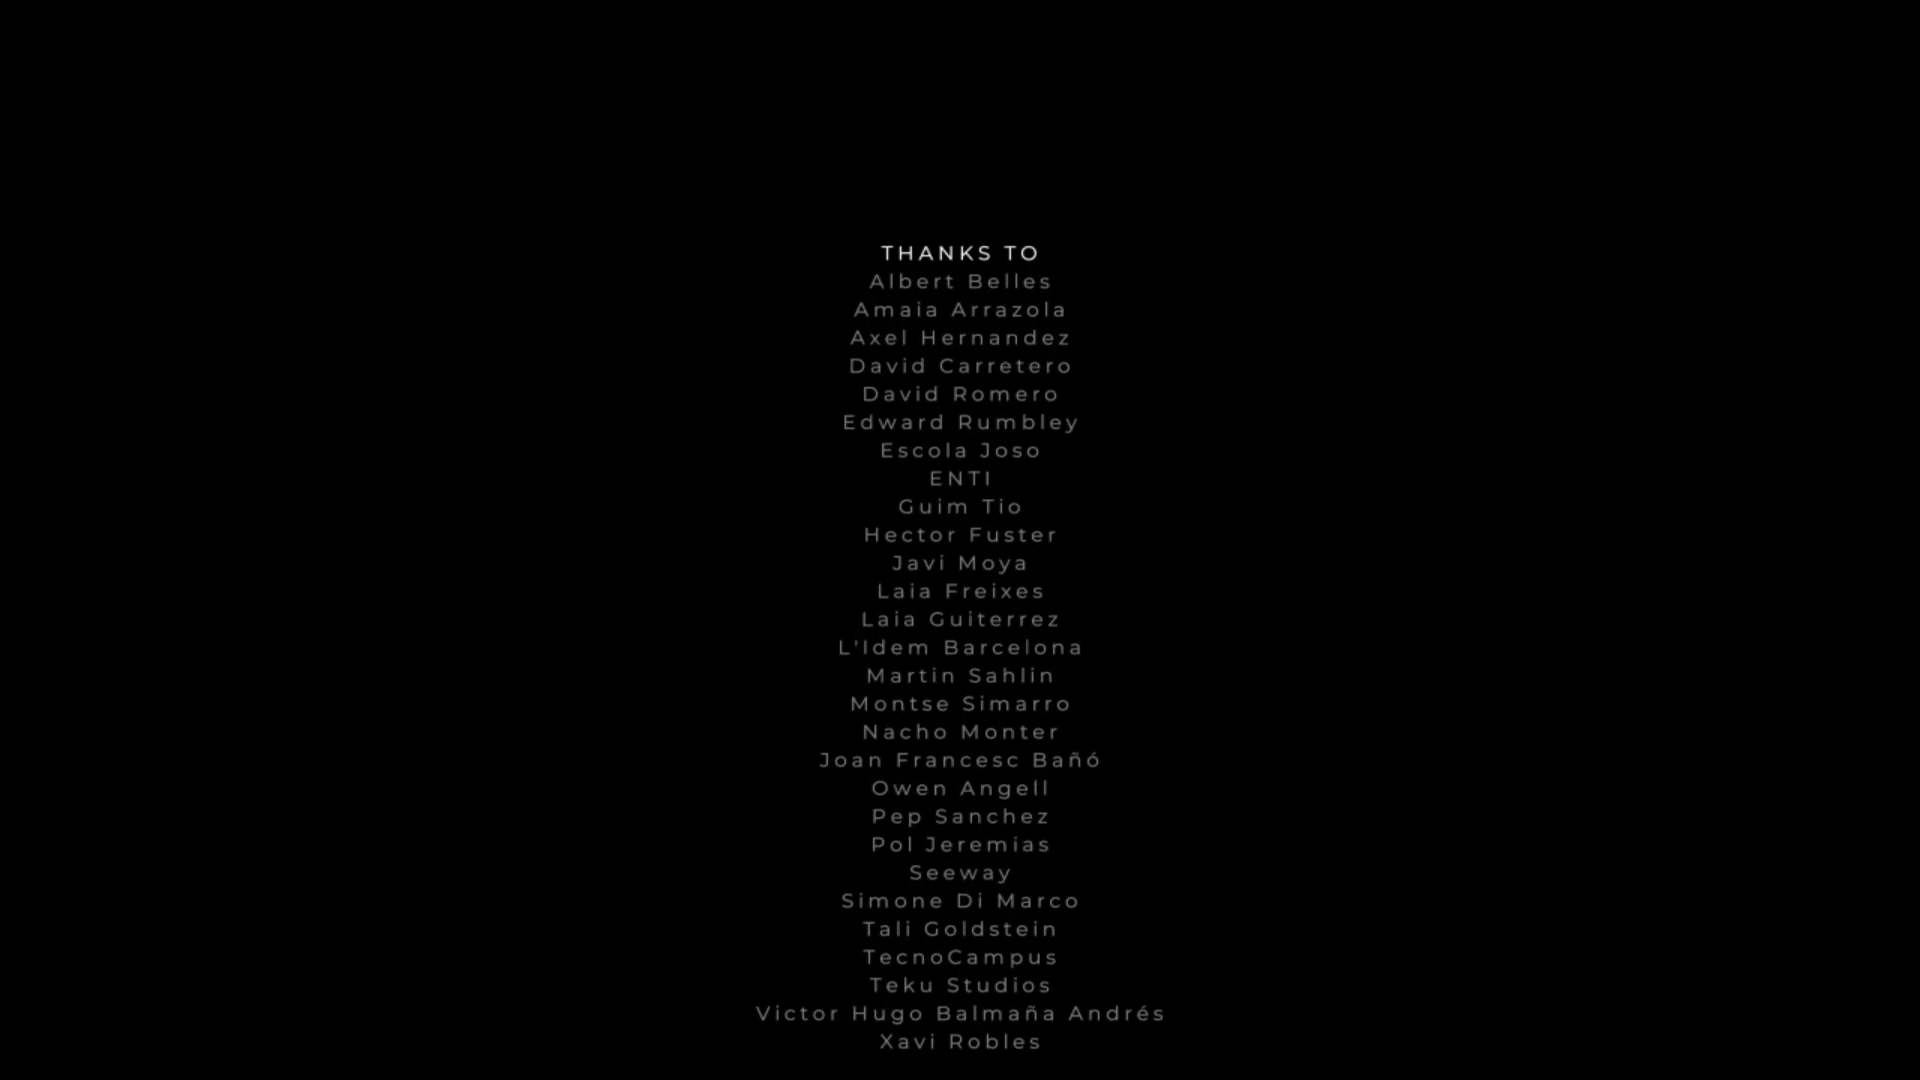 THANKS TO
Albert Belles
Amaia Arrazola
Axel Hernandez
David Carretero
David Romero
Edward Rumbley
Escola Joso
ENTI
Guim Tio
Hector Fuster
Javi Moya
Laia Freixes
Laia Guiterrez
L'Idem Barcelona
Martin Sahlin
Montse Simarro
Nacho Monter
Joan Francesc Bañó
Owen Angell
Pep Sanchez
Pol Jeremias
Seeway
Simone Di Marco
Tali Goldstein
TecnoCampus
Teku Studios
Victor Hugo Balmaña Andrés
Xavi Robles